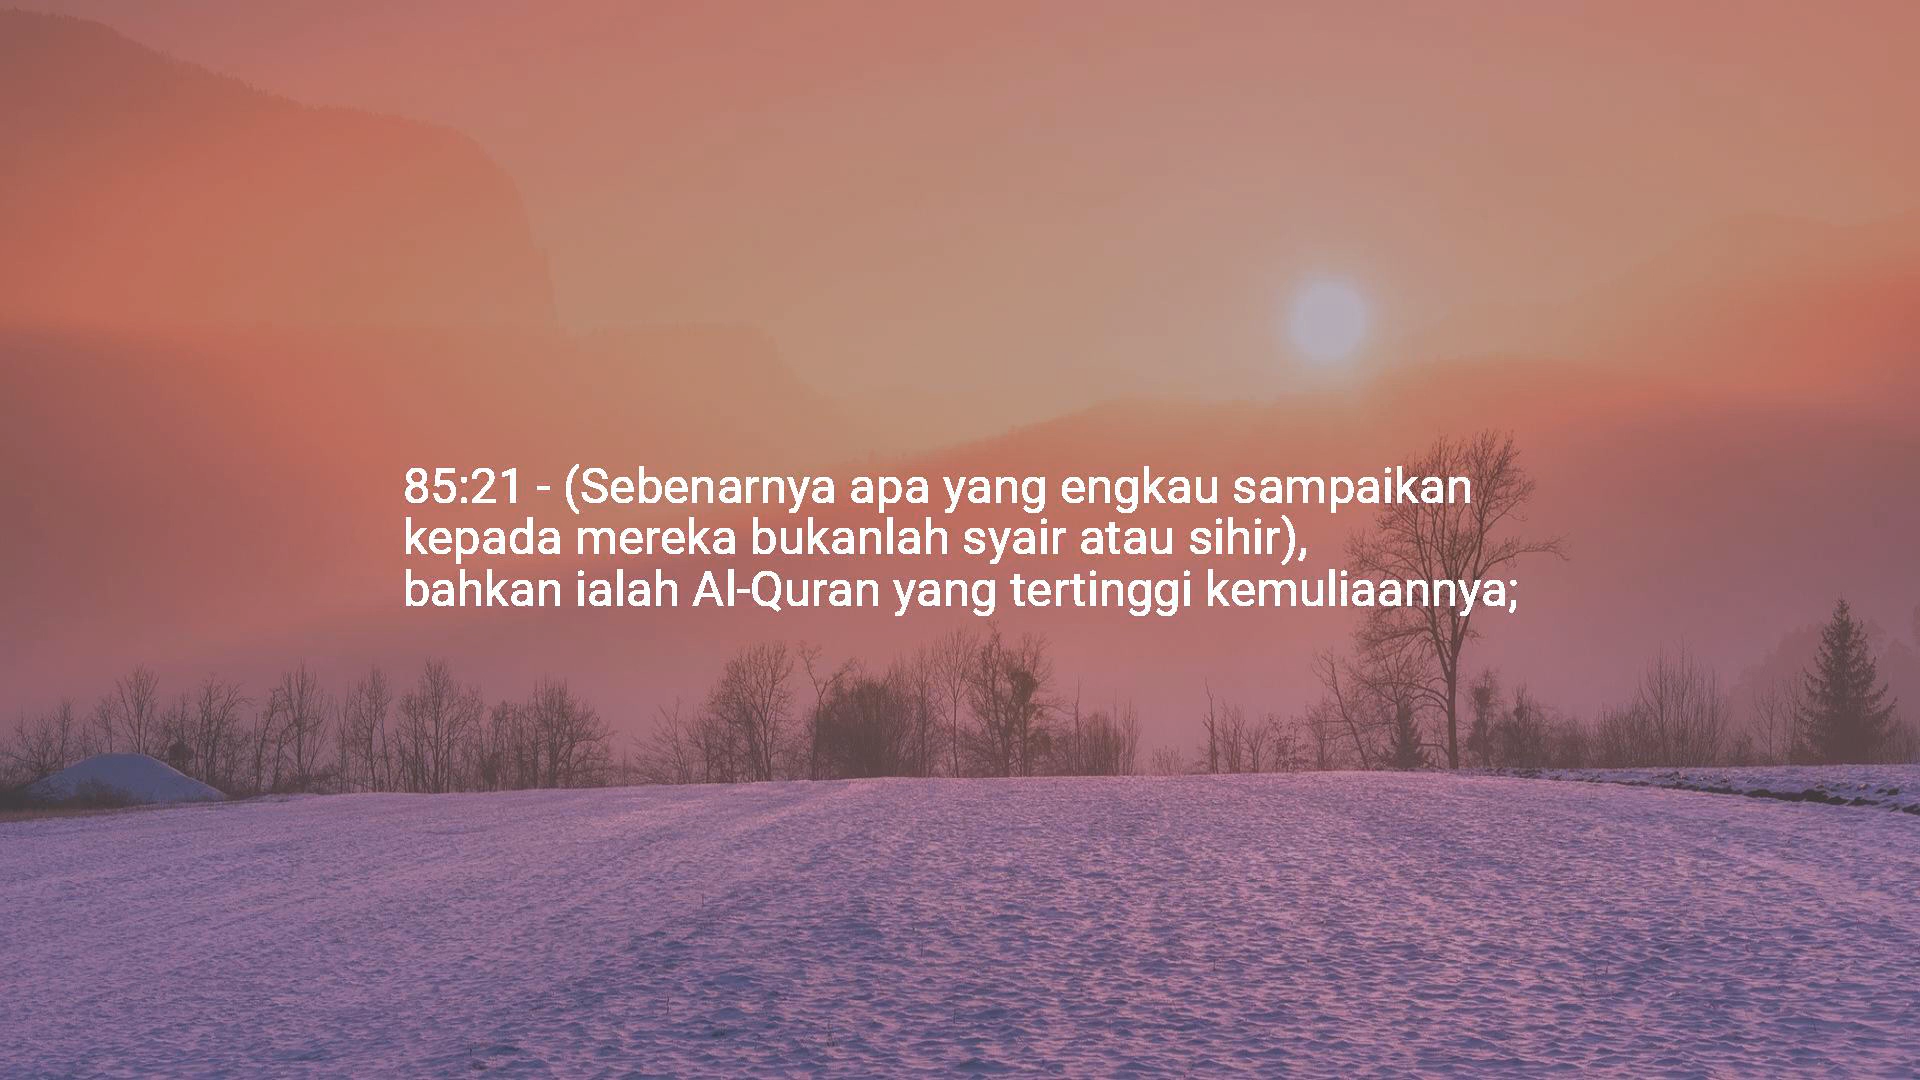 85:21 - (Sebenarnya apa yang engkau sampaikan
kepada mereka bukanlah syair atau sihir),
bahkan ialah Al-Quran yang tertinggi kemuliaannya;